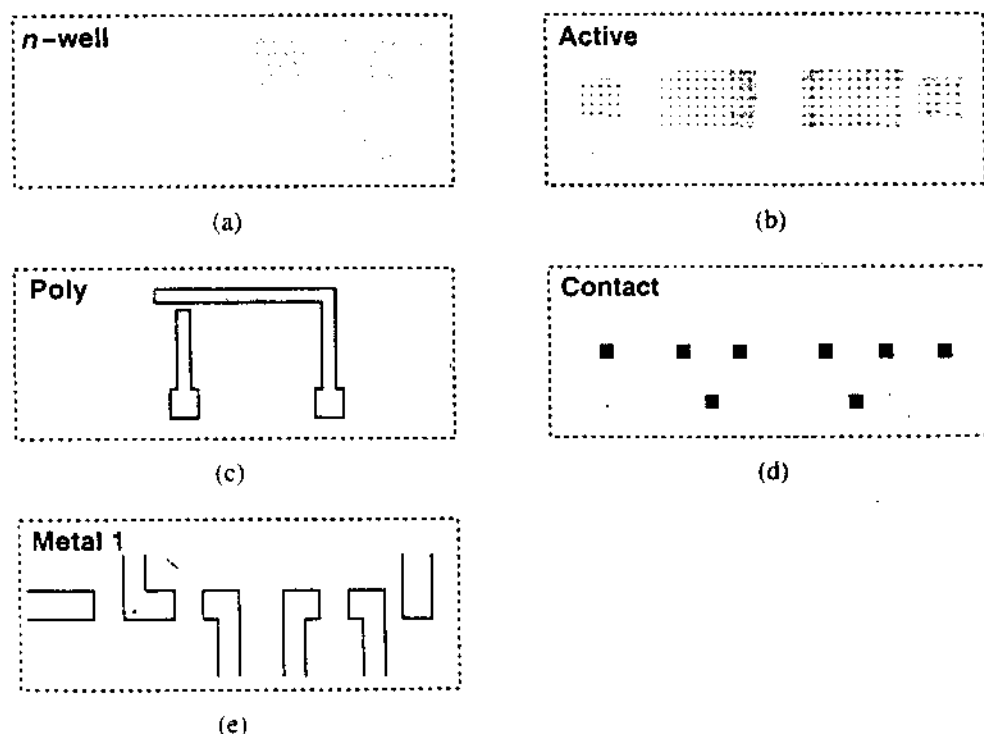 n-well
Active
(a)
(b)
Poly
Contact
(c)
(d)
Metal 1
(e)